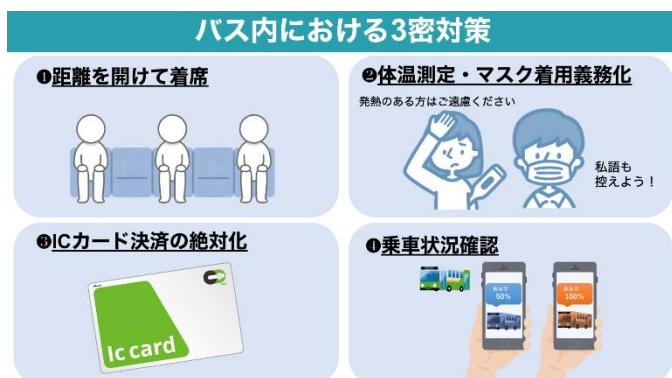 バス内における3密対策
❶距離を開けて着席
❷体温測定・マスク着用義務化
発熱のある方はご遠慮ください
私語も
控えよう！
❸ICカード決済の絶対化
Ic card
❹乗車状況確認
50%
100%